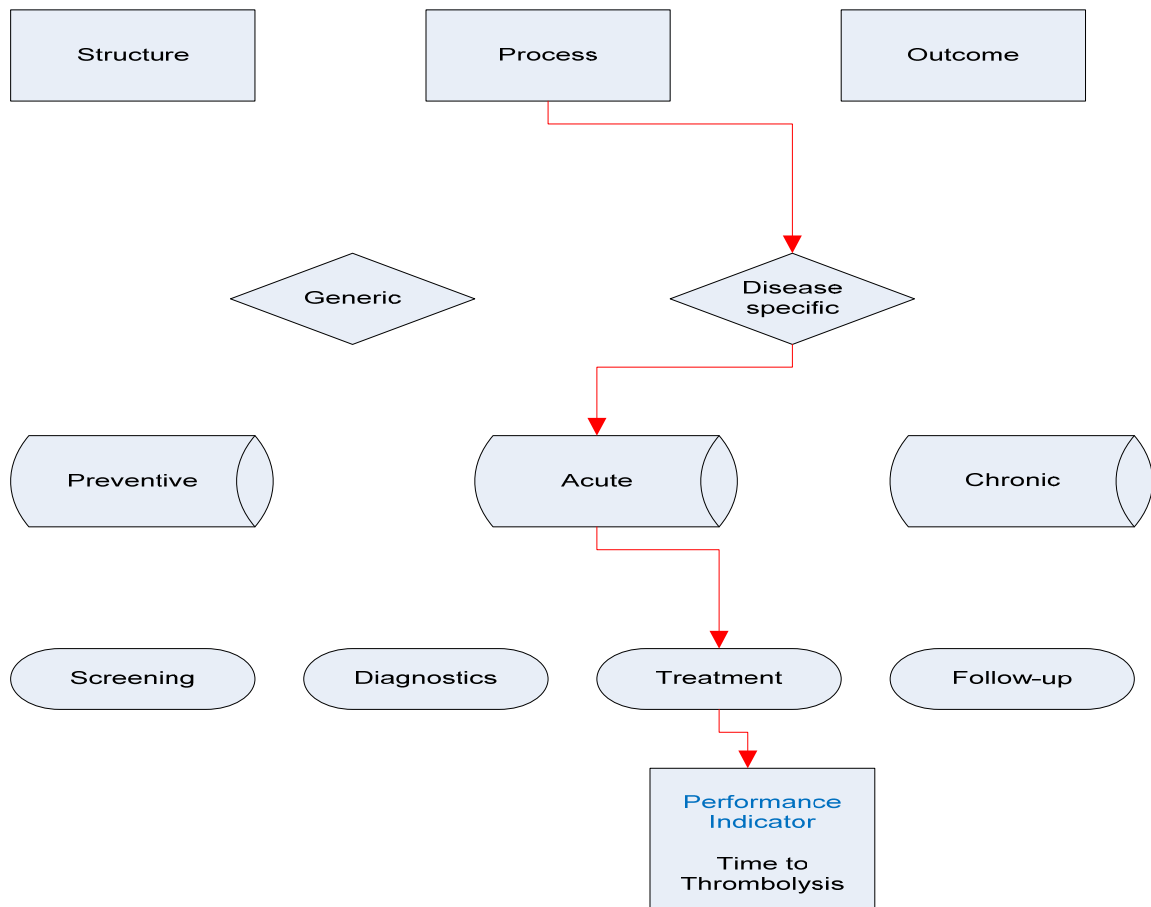 Structure
Process
Outcome
Generic
Disease
specific
Preventive
Acute
Chronic
Screening
Diagnostics
Treatment
Follow-up
Performance
Indicator
Time to
Thrombolysis